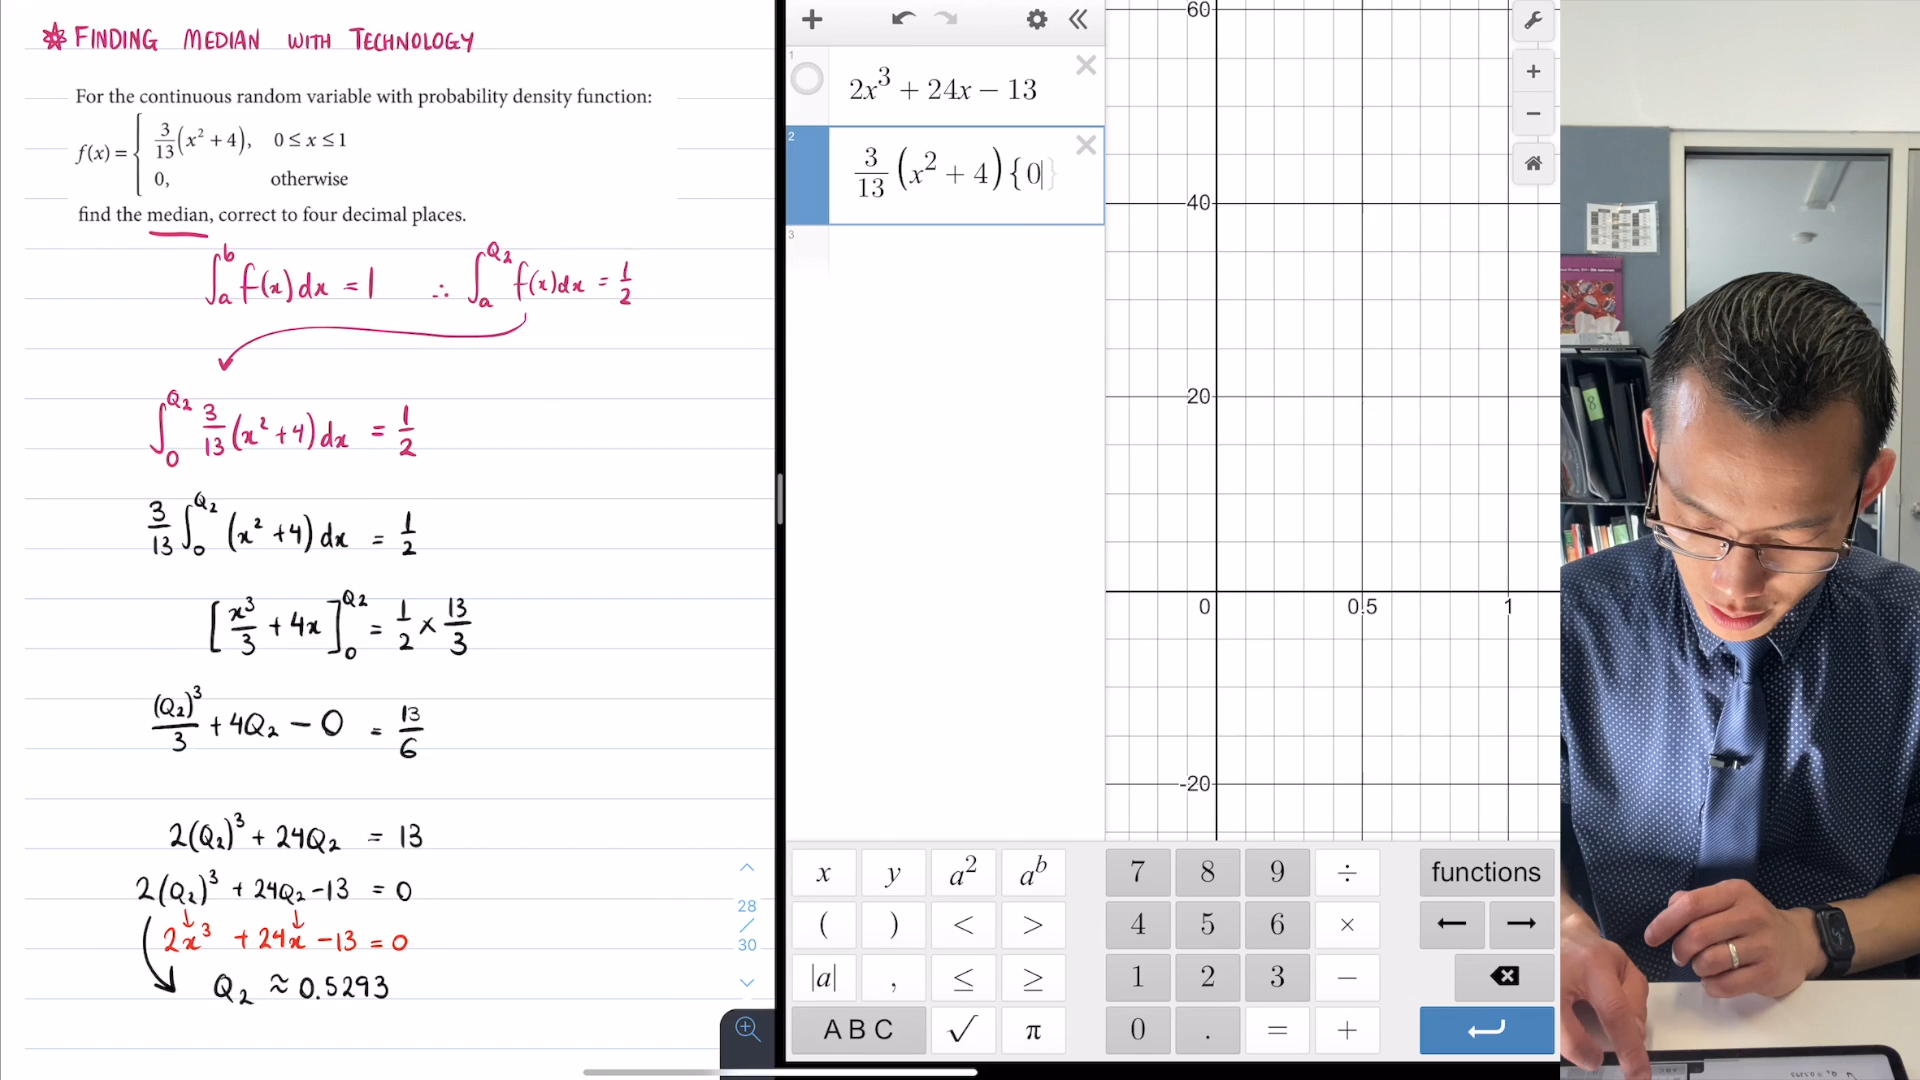 * FINDING MEDIAN WITH TECHNOLOGY
For the continuous random variable with probability density function:
f(x) = { 3/13 (x² + 4), 0 ≤ x ≤ 1
0, otherwise
find the median, correct to four decimal places.
∫_a^b f(x) dx = 1 ∴ ∫_a^{Q₂} f(x) dx = 1/2
∫_0^{Q₂} 3/13 (x² + 4) dx = 1/2
3/13 ∫_0^{Q₂} (x² + 4) dx = 1/2
[x³/3 + 4x]_0^{Q₂} = 1/2 × 13/3
(Q₂)³/3 + 4Q₂ − 0 = 13/6
2(Q₂)³ + 24Q₂ = 13
2(Q₂)³ + 24Q₂ − 13 = 0
2x³ + 24x − 13 = 0
Q₂ ≈ 0.5293
28
/
30
1
2x³ + 24x − 13
2
3/13 (x² + 4) {0}
3
60
40
20
0 0.5 1
-20
x y a² a^b 7 8 9 ÷ functions
( ) < > 4 5 6 × ← →
|a| , ≤ ≥ 1 2 3 −
A B C √ π 0 . = +
8